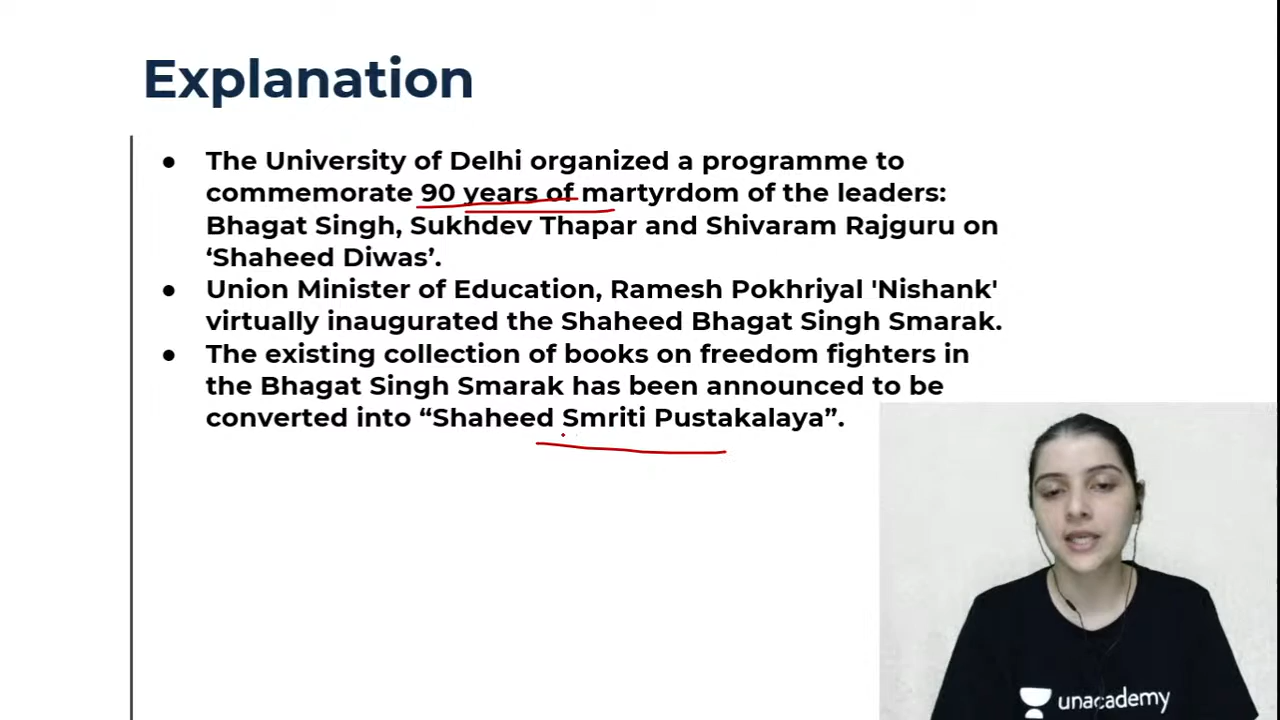 Explanation
● The University of Delhi organized a programme to
commemorate 90 years of martyrdom of the leaders:
Bhagat Singh, Sukhdev Thapar and Shivaram Rajguru on
‘Shaheed Diwas’.
● Union Minister of Education, Ramesh Pokhriyal 'Nishank'
virtually inaugurated the Shaheed Bhagat Singh Smarak.
● The existing collection of books on freedom fighters in
the Bhagat Singh Smarak has been announced to be
converted into “Shaheed Smriti Pustakalaya”.
unacademy